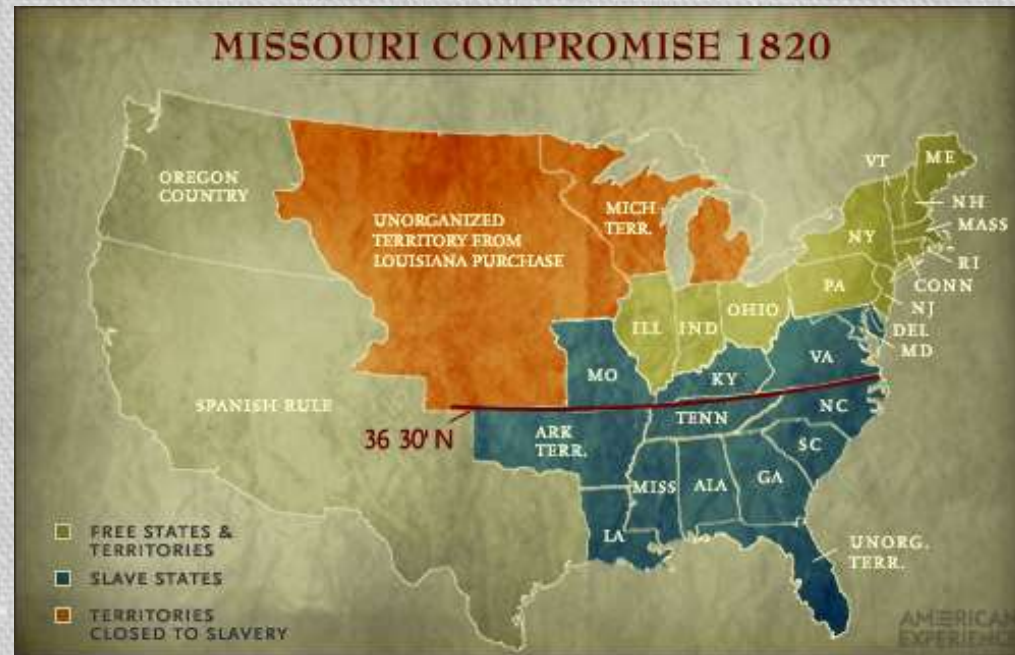 MISSOURI COMPROMISE 1820
OREGON
COUNTRY
UNORGANIZED
TERRITORY FROM
LOUISIANA PURCHASE
MICH
TERR.
VT
ME
NH
MASS
NY
RI
CONN
PA
NJ
OHIO
ILL
IND
DEL
MD
VA
MO
KY
SPANISH RULE
NC
TENN
36 30' N
ARK
TERR.
SC
MISS
ALA
GA
LA
UNORG.
TERR.
FREE STATES &
TERRITORIES
SLAVE STATES
TERRITORIES
CLOSED TO SLAVERY
AMERICAN
EXPERIENCE